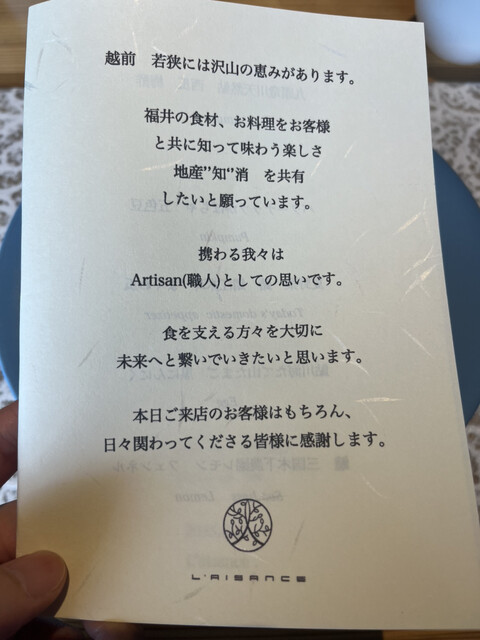 越前　若狭には沢山の恵みがあります。
福井の食材、お料理をお客様
と共に知って味わう楽しさ
地産”知”消　を共有
したいと願っています。
携わる我々は
Artisan(職人)としての思いです。
食を支える方々を大切に
未来へと繋いでいきたいと思います。
本日ご来店のお客様はもちろん、
日々関わってくださる皆様に感謝します。
L'AISANCE